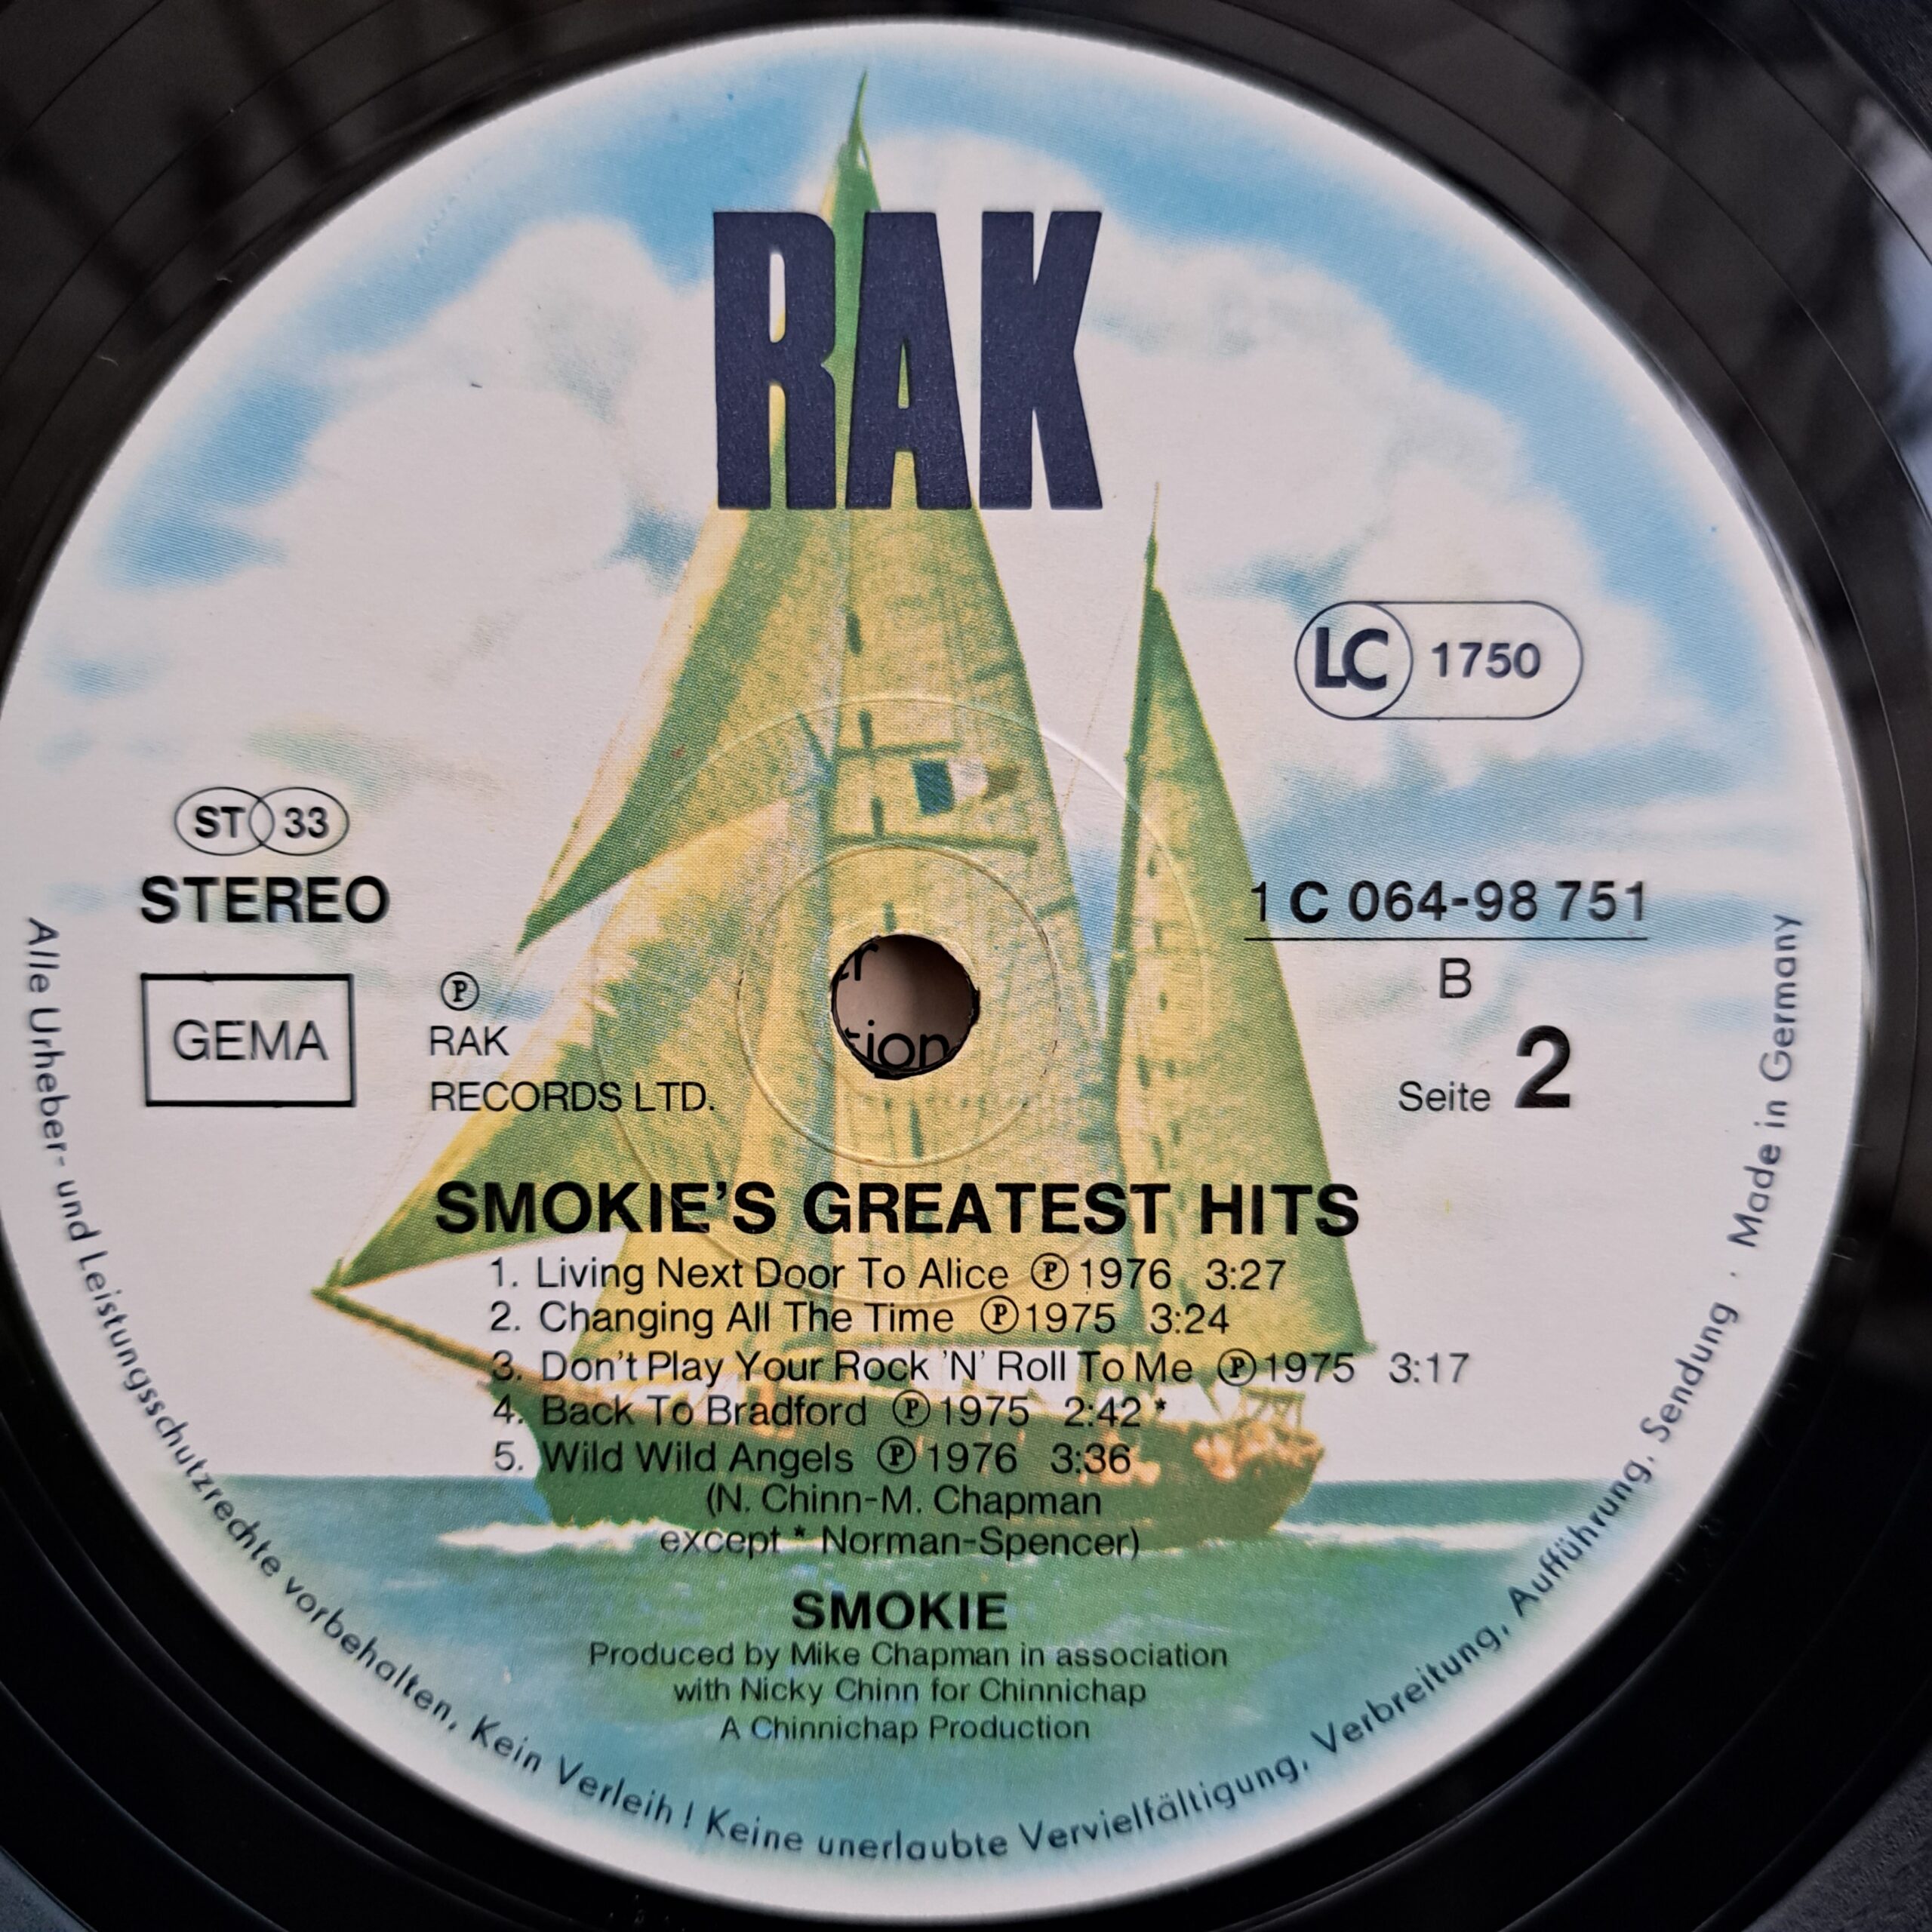 RAK
LC 1750
ST 33
STEREO
1 C 064-98 751
B
Seite 2
GEMA
Ⓟ
RAK
RECORDS LTD.
er
tion
SMOKIE'S GREATEST HITS
1. Living Next Door To Alice Ⓟ 1976 3:27
2. Changing All The Time Ⓟ 1975 3:24
3. Don't Play Your Rock 'N' Roll To Me Ⓟ 1975 3:17
4. Back To Bradford Ⓟ 1975 2:42 *
5. Wild Wild Angels Ⓟ 1976 3:36
(N. Chinn-M. Chapman
except * Norman-Spencer)
SMOKIE
Produced by Mike Chapman in association
with Nicky Chinn for Chinnichap
A Chinnichap Production
Alle Urheber- und Leistungsschutzrechte vorbehalten. Kein Verleih! Keine unerlaubte Vervielfältigung, Verbreitung, Aufführung, Sendung · Made in Germany